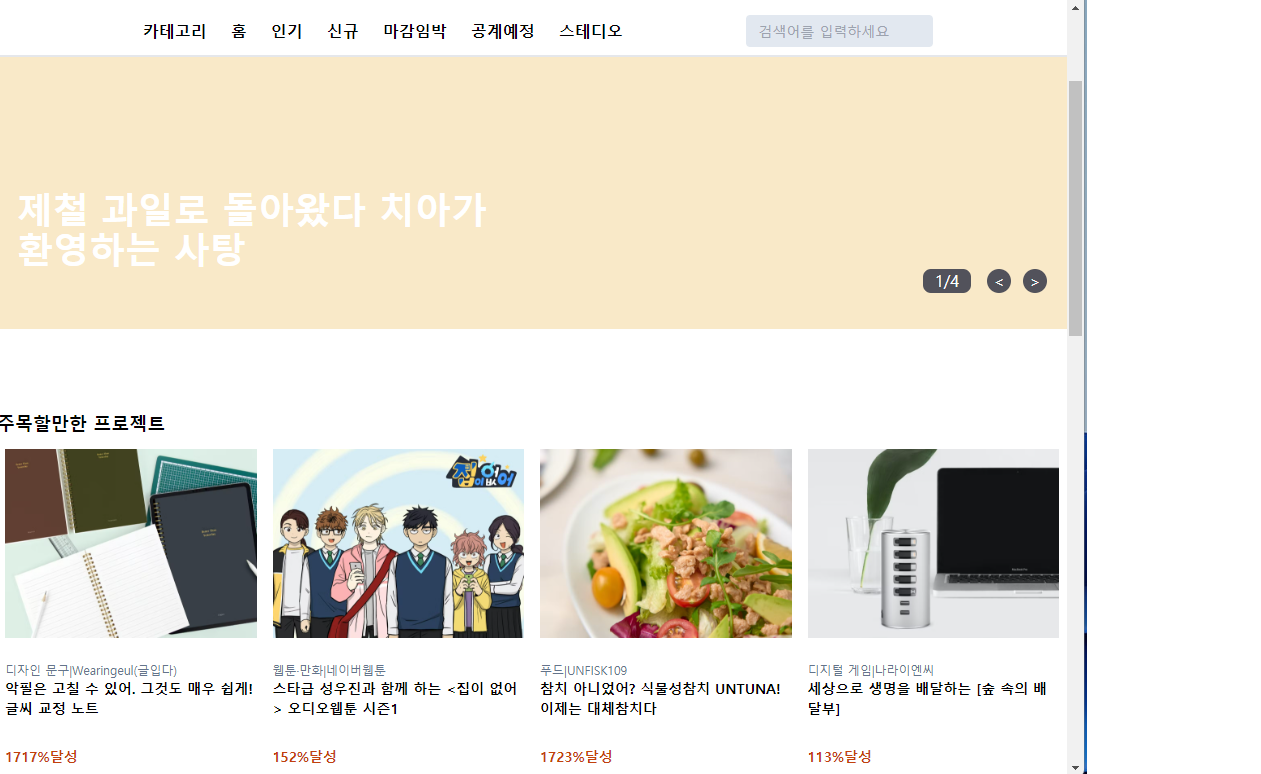 카테고리 홈 인기 신규 마감임박 공계예정 스테디오 검색어를 입력하세요
제철 과일로 돌아왔다 치아가
환영하는 사탕
1/4 < >
주목할만한 프로젝트
집이 없어
디자인 문구|Wearingeul(글입다)
악필은 고칠 수 있어. 그것도 매우 쉽게!
글씨 교정 노트
1717%달성
웹툰·만화|네이버웹툰
스타급 성우진과 함께 하는 <집이 없어
> 오디오웹툰 시즌1
152%달성
푸드|UNFISK109
참치 아니었어? 식물성참치 UNTUNA!
이제는 대체참치다
1723%달성
디지털 게임|나라이엔씨
세상으로 생명을 배달하는 [숲 속의 배
달부]
113%달성